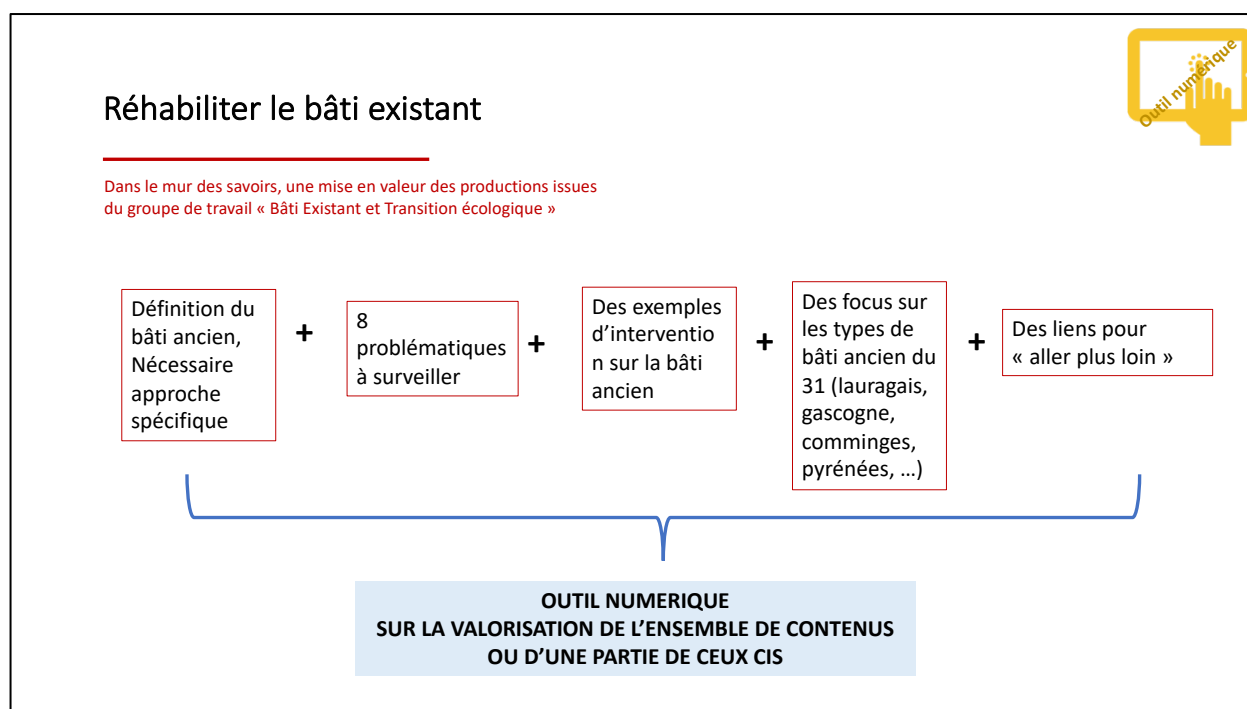 Outil numérique
Réhabiliter le bâti existant
Dans le mur des savoirs, une mise en valeur des productions issues
du groupe de travail « Bâti Existant et Transition écologique »
Définition du
bâti ancien,
Nécessaire
approche
spécifique
+
8
problématiques
à surveiller
+
Des exemples
d’interventio
n sur la bâti
ancien
+
Des focus sur
les types de
bâti ancien du
31 (lauragais,
gascogne,
comminges,
pyrénées, …)
+
Des liens pour
« aller plus loin »
OUTIL NUMERIQUE
SUR LA VALORISATION DE L’ENSEMBLE DE CONTENUS
OU D’UNE PARTIE DE CEUX CIS